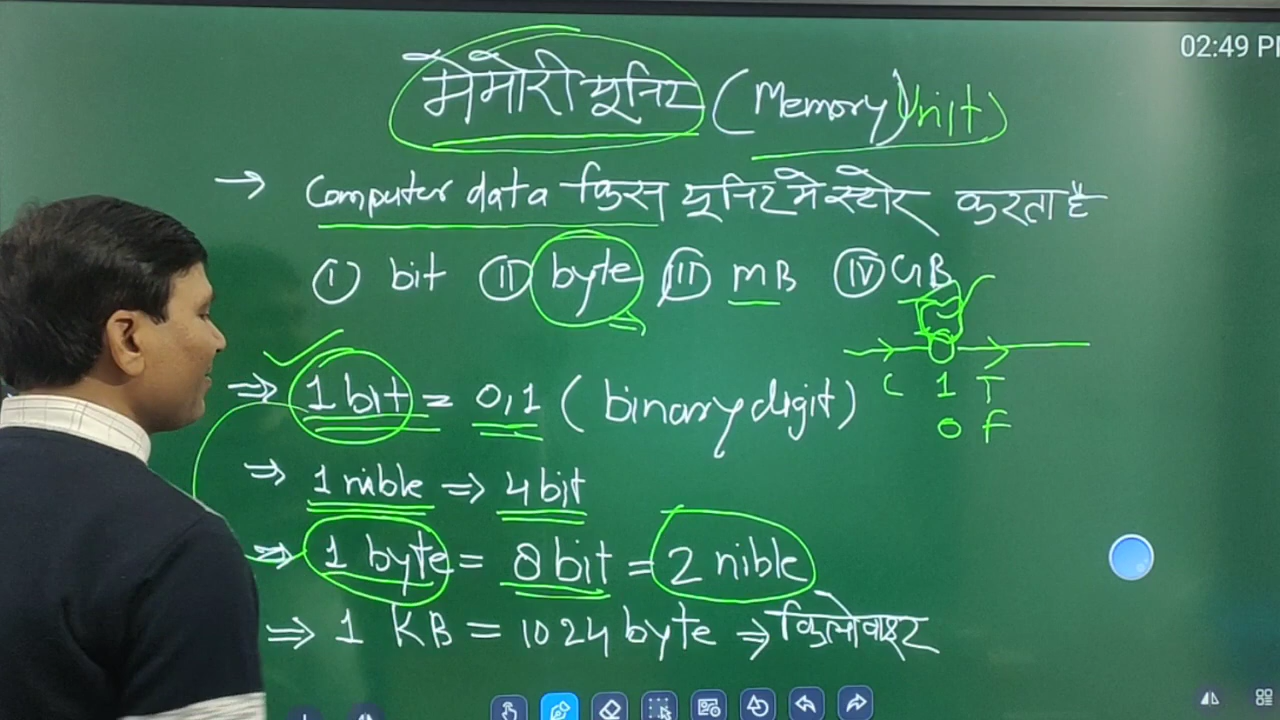 02:49 P
मेमोरी यूनिट (Memory) Unit)
→ Computer data किस यूनिट मे स्टोर करता है
(i) bit (II) byte (III) MB (IV) GB
⇒ 1 bit = 0,1 (binary digit)
C 1 T
0 F
⇒ 1 nible ⇒ 4 bit
⇒ 1 byte = 8 bit = 2 nible
⇒ 1 KB = 1024 byte ⇒ किलोबाइट